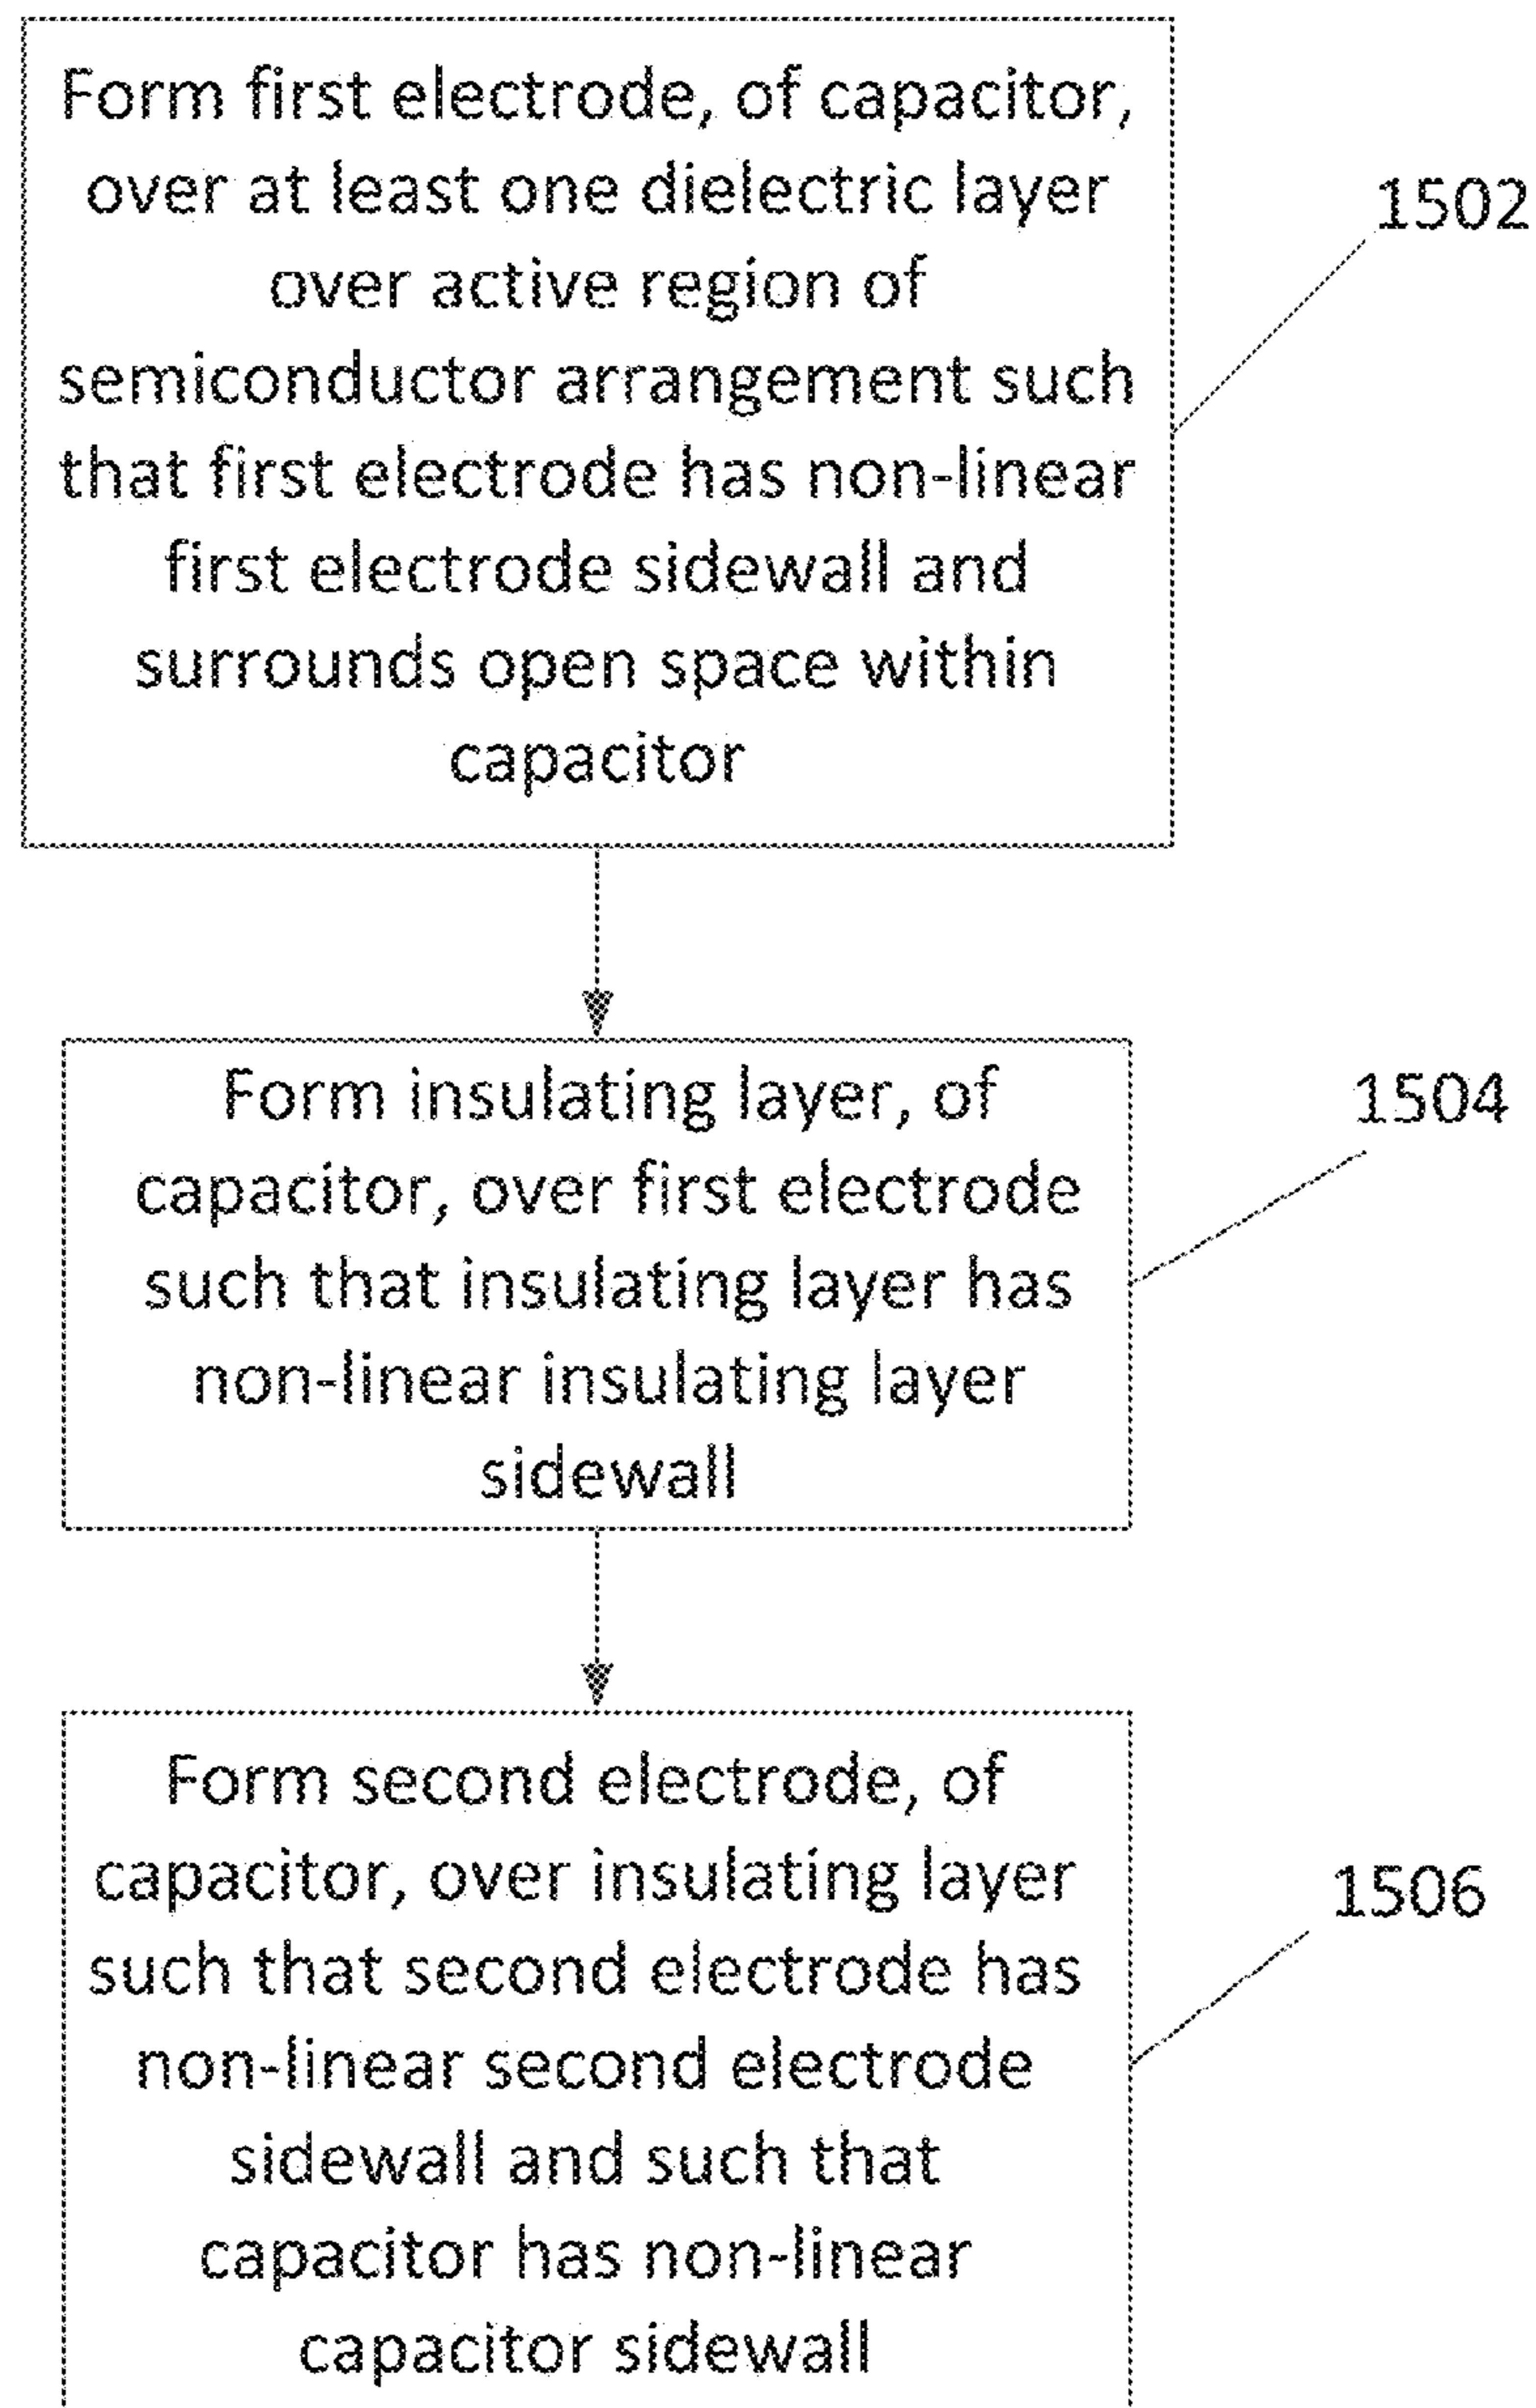 Form first electrode, of capacitor,
over at least one dielectric layer
over active region of
semiconductor arrangement such
that first electrode has non-linear
first electrode sidewall and
surrounds open space within
capacitor
1502
Form insulating layer, of
capacitor, over first electrode
such that insulating layer has
non-linear insulating layer
sidewall
1504
Form second electrode, of
capacitor, over insulating layer
such that second electrode has
non-linear second electrode
sidewall and such that
capacitor has non-linear
capacitor sidewall
1506